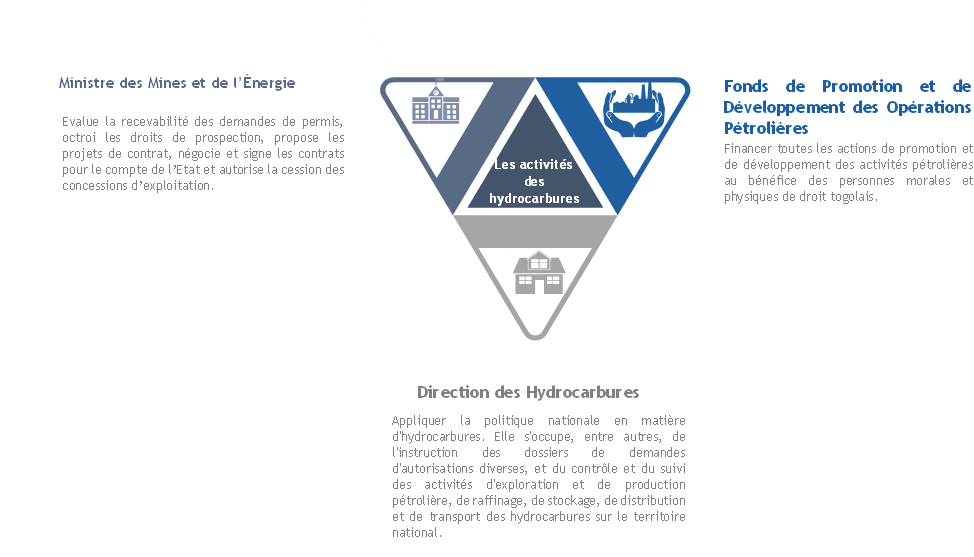 Ministre des Mines et de l'Énergie
Evalue la recevabilité des demandes de permis,
octroi les droits de prospection, propose les
projets de contrat, négocie et signe les contrats
pour le compte de l'Etat et autorise la cession des
concessions d'exploitation.
Les activités
des
hydrocarbures
Fonds de Promotion et de
Développement des Opérations
Pétrolières
Financer toutes les actions de promotion et
de développement des activités pétrolières
au bénéfice des personnes morales et
physiques de droit togolais.
Direction des Hydrocarbures
Appliquer la politique nationale en matière
d'hydrocarbures. Elle s'occupe, entre autres, de
l'instruction des dossiers de demandes
d'autorisations diverses, et du contrôle et du suivi
des activités d'exploration et de production
pétrolière, de raffinage, de stockage, de distribution
et de transport des hydrocarbures sur le territoire
national.